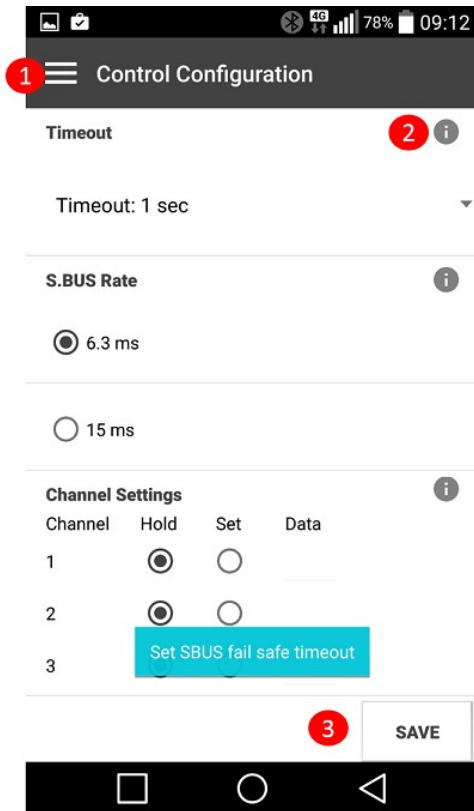 4G 78% 09:12
1 Control Configuration
Timeout 2 i
Timeout: 1 sec
S.BUS Rate i
6.3 ms
15 ms
Channel Settings i
Channel Hold Set Data
1
2
Set SBUS fail safe timeout
3
3 SAVE